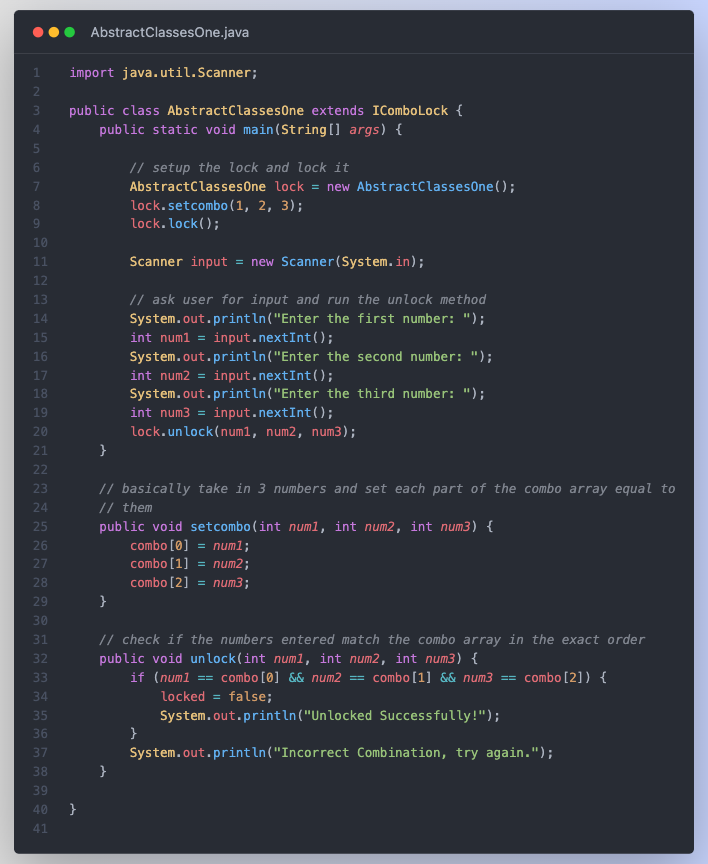 AbstractClassesOne.java
1 import java.util.Scanner;
2
3 public class AbstractClassesOne extends IComboLock {
4     public static void main(String[] args) {
5
6         // setup the lock and lock it
7         AbstractClassesOne lock = new AbstractClassesOne();
8         lock.setcombo(1, 2, 3);
9         lock.lock();
10
11         Scanner input = new Scanner(System.in);
12
13         // ask user for input and run the unlock method
14         System.out.println("Enter the first number: ");
15         int num1 = input.nextInt();
16         System.out.println("Enter the second number: ");
17         int num2 = input.nextInt();
18         System.out.println("Enter the third number: ");
19         int num3 = input.nextInt();
20         lock.unlock(num1, num2, num3);
21     }
22
23     // basically take in 3 numbers and set each part of the combo array equal to
24     // them
25     public void setcombo(int num1, int num2, int num3) {
26         combo[0] = num1;
27         combo[1] = num2;
28         combo[2] = num3;
29     }
30
31     // check if the numbers entered match the combo array in the exact order
32     public void unlock(int num1, int num2, int num3) {
33         if (num1 == combo[0] && num2 == combo[1] && num3 == combo[2]) {
34             locked = false;
35             System.out.println("Unlocked Successfully!");
36         }
37         System.out.println("Incorrect Combination, try again.");
38     }
39
40 }
41